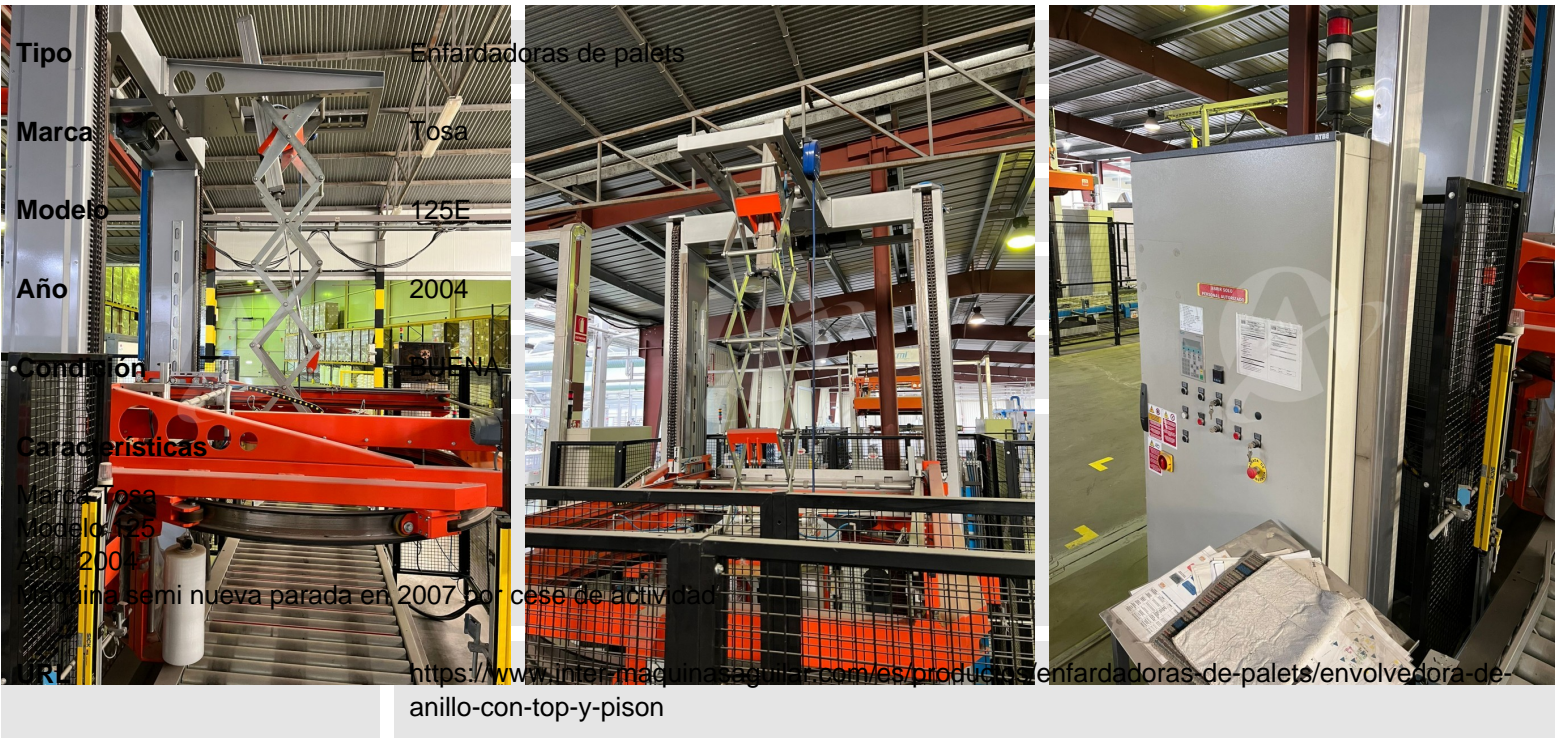 Tipo Enfardadoras de palets
Marca Tosa
Modelo 125E
Año 2004
Condición BUENA
Características
Marca Tosa
Modelo 125
Año: 2004
Máquina semi nueva parada en 2007 por cese de actividad
URL https://www.inter-maquinasaguilar.com/es/productos/enfardadoras-de-palets/envolvedora-de-
anillo-con-top-y-pison